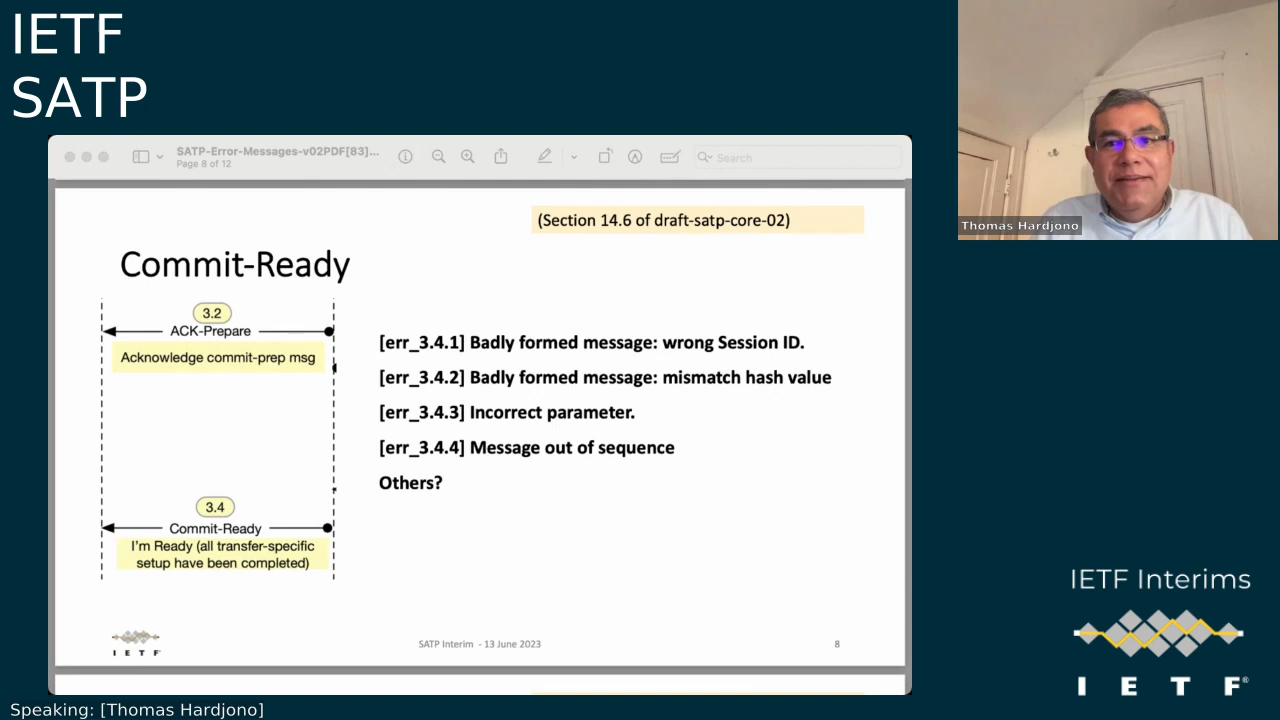 IETF
SATP
SATP-Error-Messages-v02PDF[83]...
Page 8 of 12
Search
(Section 14.6 of draft-satp-core-02)
Commit-Ready
3.2
ACK-Prepare
Acknowledge commit-prep msg
[err_3.4.1] Badly formed message: wrong Session ID.
[err_3.4.2] Badly formed message: mismatch hash value
[err_3.4.3] Incorrect parameter.
[err_3.4.4] Message out of sequence
Others?
3.4
Commit-Ready
I'm Ready (all transfer-specific
setup have been completed)
I E T F
SATP Interim - 13 June 2023
8
Thomas Hardjono
IETF Interims
I E T F®
Speaking: [Thomas Hardjono]